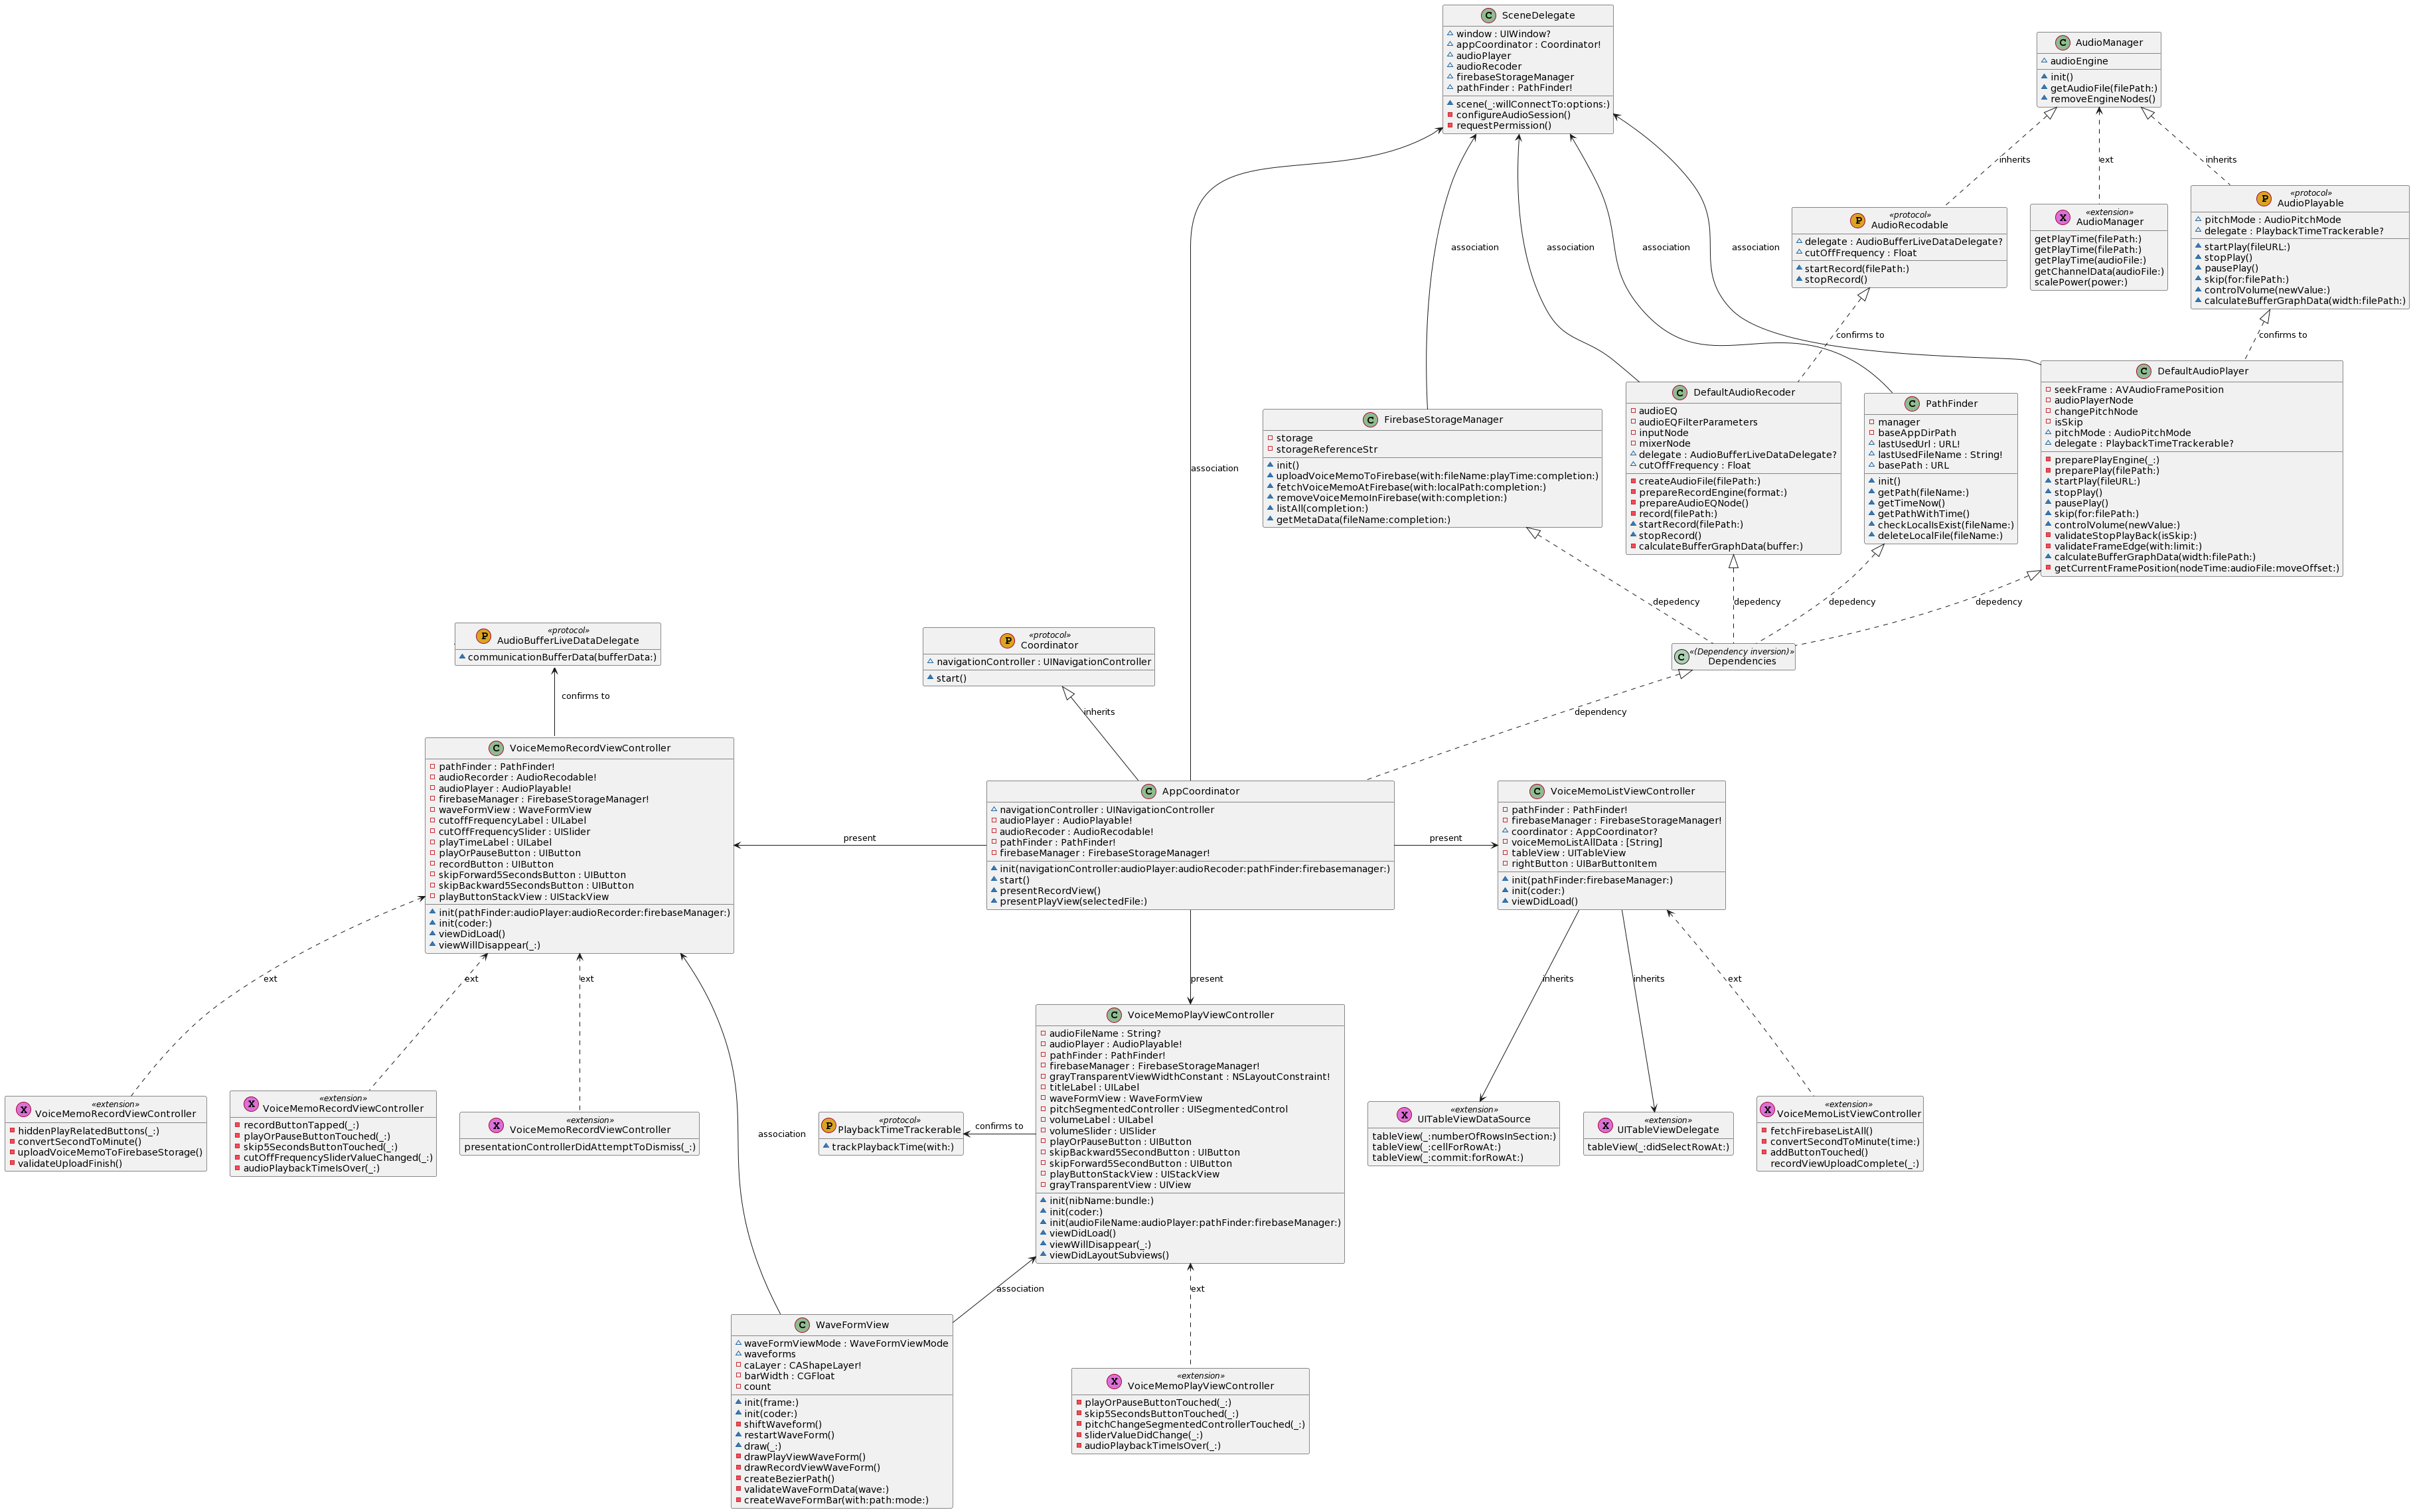 C SceneDelegate
window : UIWindow?
appCoordinator : Coordinator!
audioPlayer
audioRecoder
firebaseStorageManager
pathFinder : PathFinder!
scene(_:willConnectTo:options:)
configureAudioSession()
requestPermission()
C AudioManager
audioEngine
init()
getAudioFile(filePath:)
removeEngineNodes()
inherits
ext
inherits
P «protocol»
AudioRecodable
delegate : AudioBufferLiveDataDelegate?
cutOffFrequency : Float
startRecord(filePath:)
stopRecord()
X «extension»
AudioManager
getPlayTime(filePath:)
getPlayTime(filePath:)
getPlayTime(audioFile:)
getChannelData(audioFile:)
scalePower(power:)
P «protocol»
AudioPlayable
pitchMode : AudioPitchMode
delegate : PlaybackTimeTrackerable?
startPlay(fileURL:)
stopPlay()
pausePlay()
skip(for:filePath:)
controlVolume(newValue:)
calculateBufferGraphData(width:filePath:)
association
association
association
association
association
confirms to
confirms to
C FirebaseStorageManager
storage
storageReferenceStr
init()
uploadVoiceMemoToFirebase(with:fileName:playTime:completion:)
fetchVoiceMemoAtFirebase(with:localPath:completion:)
removeVoiceMemoInFirebase(with:completion:)
listAll(completion:)
getMetaData(fileName:completion:)
C DefaultAudioRecoder
audioEQ
audioEQFilterParameters
inputNode
mixerNode
delegate : AudioBufferLiveDataDelegate?
cutOffFrequency : Float
createAudioFile(filePath:)
prepareRecordEngine(format:)
prepareAudioEQNode()
record(filePath:)
startRecord(filePath:)
stopRecord()
calculateBufferGraphData(buffer:)
C PathFinder
manager
baseAppDirPath
lastUsedUrl : URL!
lastUsedFileName : String!
basePath : URL
init()
getPath(fileName:)
getTimeNow()
getPathWithTime()
checkLocalIsExist(fileName:)
deleteLocalFile(fileName:)
C DefaultAudioPlayer
seekFrame : AVAudioFramePosition
audioPlayerNode
changePitchNode
isSkip
pitchMode : AudioPitchMode
delegate : PlaybackTimeTrackerable?
preparePlayEngine(_:)
preparePlay(filePath:)
startPlay(fileURL:)
stopPlay()
pausePlay()
skip(for:filePath:)
controlVolume(newValue:)
validateStopPlayBack(isSkip:)
validateFrameEdge(with:limit:)
calculateBufferGraphData(width:filePath:)
getCurrentFramePosition(nodeTime:audioFile:moveOffset:)
depedency
depedency
depedency
depedency
P «protocol»
AudioBufferLiveDataDelegate
communicationBufferData(bufferData:)
P «protocol»
Coordinator
navigationController : UINavigationController
start()
C «(Dependency inversion)»
Dependencies
confirms to
inherits
dependency
C VoiceMemoRecordViewController
pathFinder : PathFinder!
audioRecorder : AudioRecodable!
audioPlayer : AudioPlayable!
firebaseManager : FirebaseStorageManager!
waveFormView : WaveFormView
cutoffFrequencyLabel : UILabel
cutOffFrequencySlider : UISlider
playTimeLabel : UILabel
playOrPauseButton : UIButton
recordButton : UIButton
skipForward5SecondsButton : UIButton
skipBackward5SecondsButton : UIButton
playButtonStackView : UIStackView
init(pathFinder:audioPlayer:audioRecorder:firebaseManager:)
init(coder:)
viewDidLoad()
viewWillDisappear(_:)
present
C AppCoordinator
navigationController : UINavigationController
audioPlayer : AudioPlayable!
audioRecoder : AudioRecodable!
pathFinder : PathFinder!
firebaseManager : FirebaseStorageManager!
init(navigationController:audioPlayer:audioRecoder:pathFinder:firebasemanager:)
start()
presentRecordView()
presentPlayView(selectedFile:)
present
C VoiceMemoListViewController
pathFinder : PathFinder!
firebaseManager : FirebaseStorageManager!
coordinator : AppCoordinator?
voiceMemoListAllData : [String]
tableView : UITableView
rightButton : UIBarButtonItem
init(pathFinder:firebaseManager:)
init(coder:)
viewDidLoad()
ext
ext
ext
present
inherits
inherits
ext
X «extension»
VoiceMemoRecordViewController
hiddenPlayRelatedButtons(_:)
convertSecondToMinute()
uploadVoiceMemoToFirebaseStorage()
validateUploadFinish()
X «extension»
VoiceMemoRecordViewController
recordButtonTapped(_:)
playOrPauseButtonTouched(_:)
skip5SecondsButtonTouched(_:)
cutOffFrequencySliderValueChanged(_:)
audioPlaybackTimeIsOver(_:)
X «extension»
VoiceMemoRecordViewController
presentationControllerDidAttemptToDismiss(_:)
association
P «protocol»
PlaybackTimeTrackerable
trackPlaybackTime(with:)
confirms to
C VoiceMemoPlayViewController
audioFileName : String?
audioPlayer : AudioPlayable!
pathFinder : PathFinder!
firebaseManager : FirebaseStorageManager!
grayTransparentViewWidthConstant : NSLayoutConstraint!
titleLabel : UILabel
waveFormView : WaveFormView
pitchSegmentedController : UISegmentedControl
volumeLabel : UILabel
volumeSlider : UISlider
playOrPauseButton : UIButton
skipBackward5SecondButton : UIButton
skipForward5SecondButton : UIButton
playButtonStackView : UIStackView
grayTransparentView : UIView
init(nibName:bundle:)
init(coder:)
init(audioFileName:audioPlayer:pathFinder:firebaseManager:)
viewDidLoad()
viewWillDisappear(_:)
viewDidLayoutSubviews()
X «extension»
UITableViewDataSource
tableView(_:numberOfRowsInSection:)
tableView(_:cellForRowAt:)
tableView(_:commit:forRowAt:)
X «extension»
UITableViewDelegate
tableView(_:didSelectRowAt:)
X «extension»
VoiceMemoListViewController
fetchFirebaseListAll()
convertSecondToMinute(time:)
addButtonTouched()
recordViewUploadComplete(_:)
association
ext
C WaveFormView
waveFormViewMode : WaveFormViewMode
waveforms
caLayer : CAShapeLayer!
barWidth : CGFloat
count
init(frame:)
init(coder:)
shiftWaveform()
restartWaveForm()
draw(_:)
drawPlayViewWaveForm()
drawRecordViewWaveForm()
createBezierPath()
validateWaveFormData(wave:)
createWaveFormBar(with:path:mode:)
X «extension»
VoiceMemoPlayViewController
playOrPauseButtonTouched(_:)
skip5SecondsButtonTouched(_:)
pitchChangeSegmentedControllerTouched(_:)
sliderValueDidChange(_:)
audioPlaybackTimeIsOver(_:)